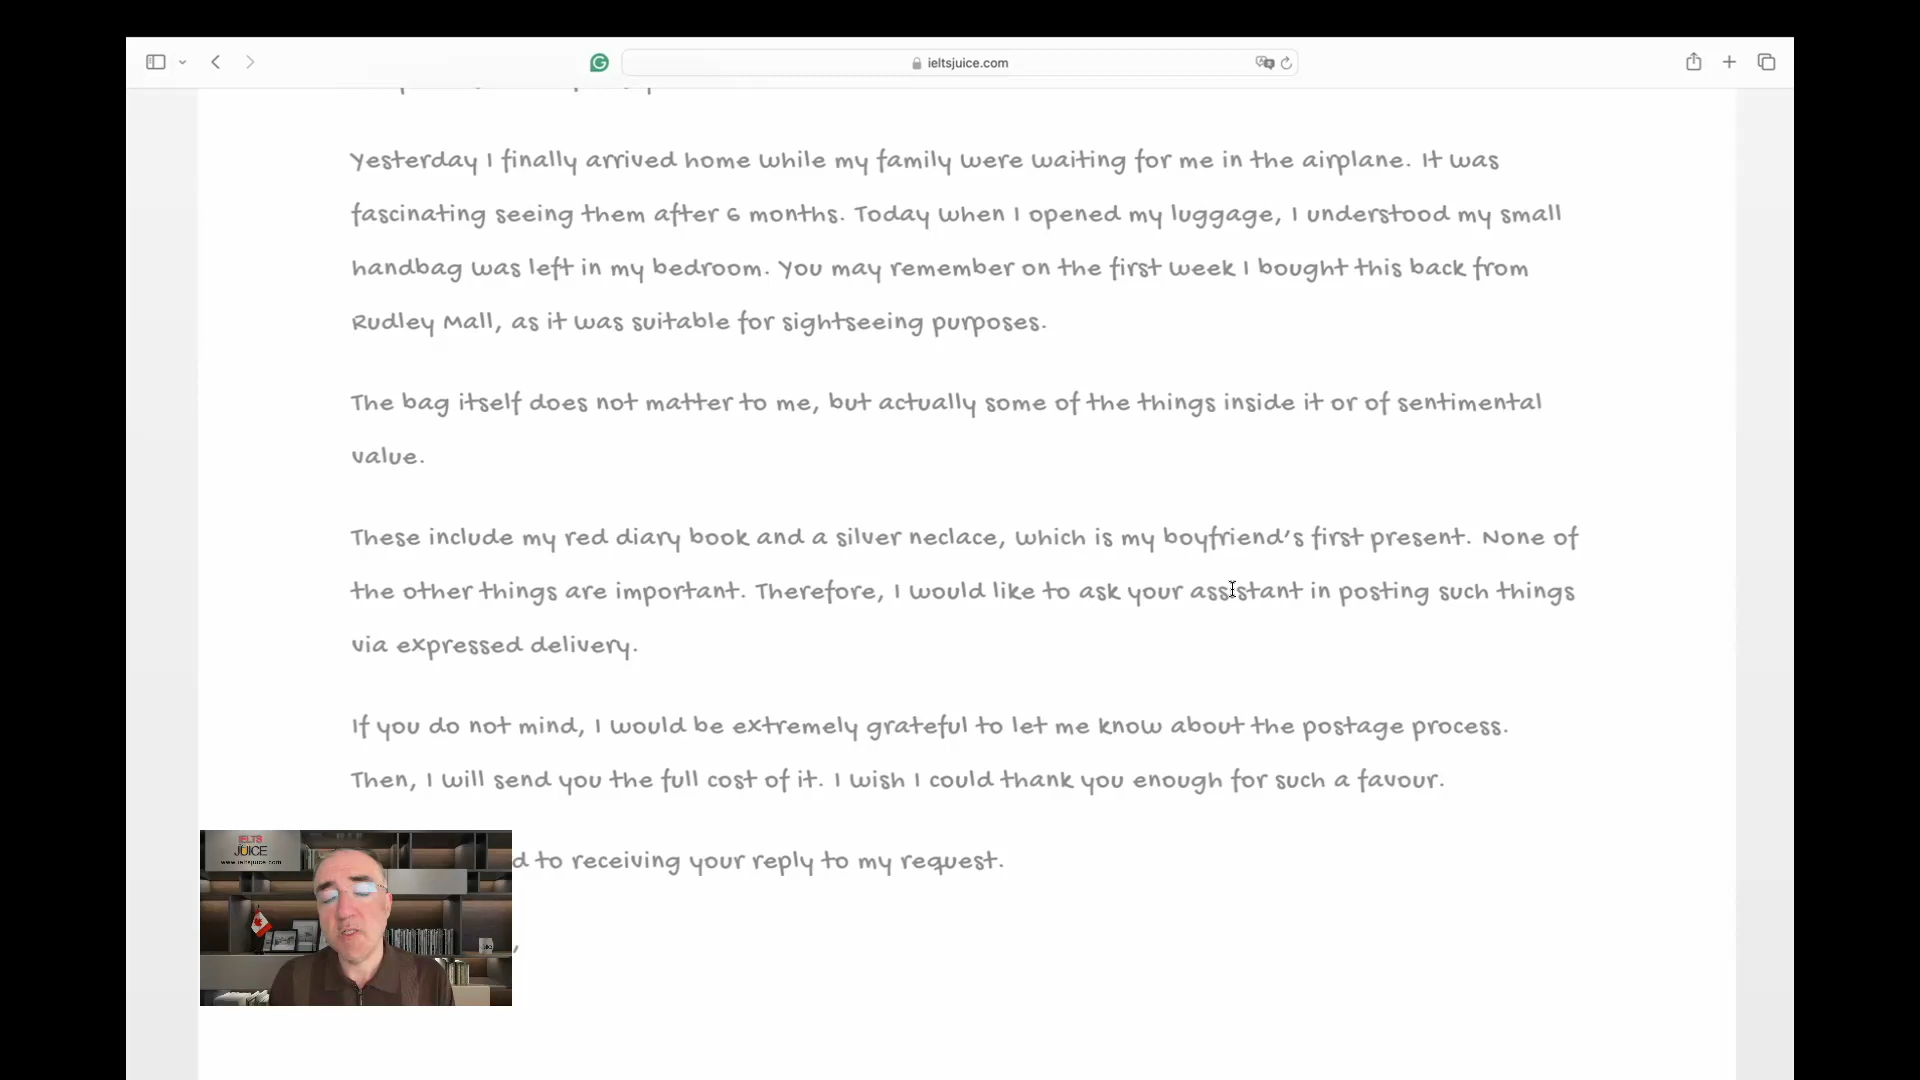 ieltsjuice.com
Yesterday I finally arrived home while my family were waiting for me in the airplane. It was
fascinating seeing them after 6 months. Today when I opened my luggage, I understood my small
handbag was left in my bedroom. You may remember on the first week I bought this back from
Rudley Mall, as it was suitable for sightseeing purposes.
The bag itself does not matter to me, but actually some of the things inside it or of sentimental
value.
These include my red diary book and a silver neclace, which is my boyfriend's first present. None of
the other things are important. Therefore, I would like to ask your assistant in posting such things
via expressed delivery.
If you do not mind, I would be extremely grateful to let me know about the postage process.
Then, I will send you the full cost of it. I wish I could thank you enough for such a favour.
to receiving your reply to my request.
IELTS
JUICE
www.ieltsjuice.com